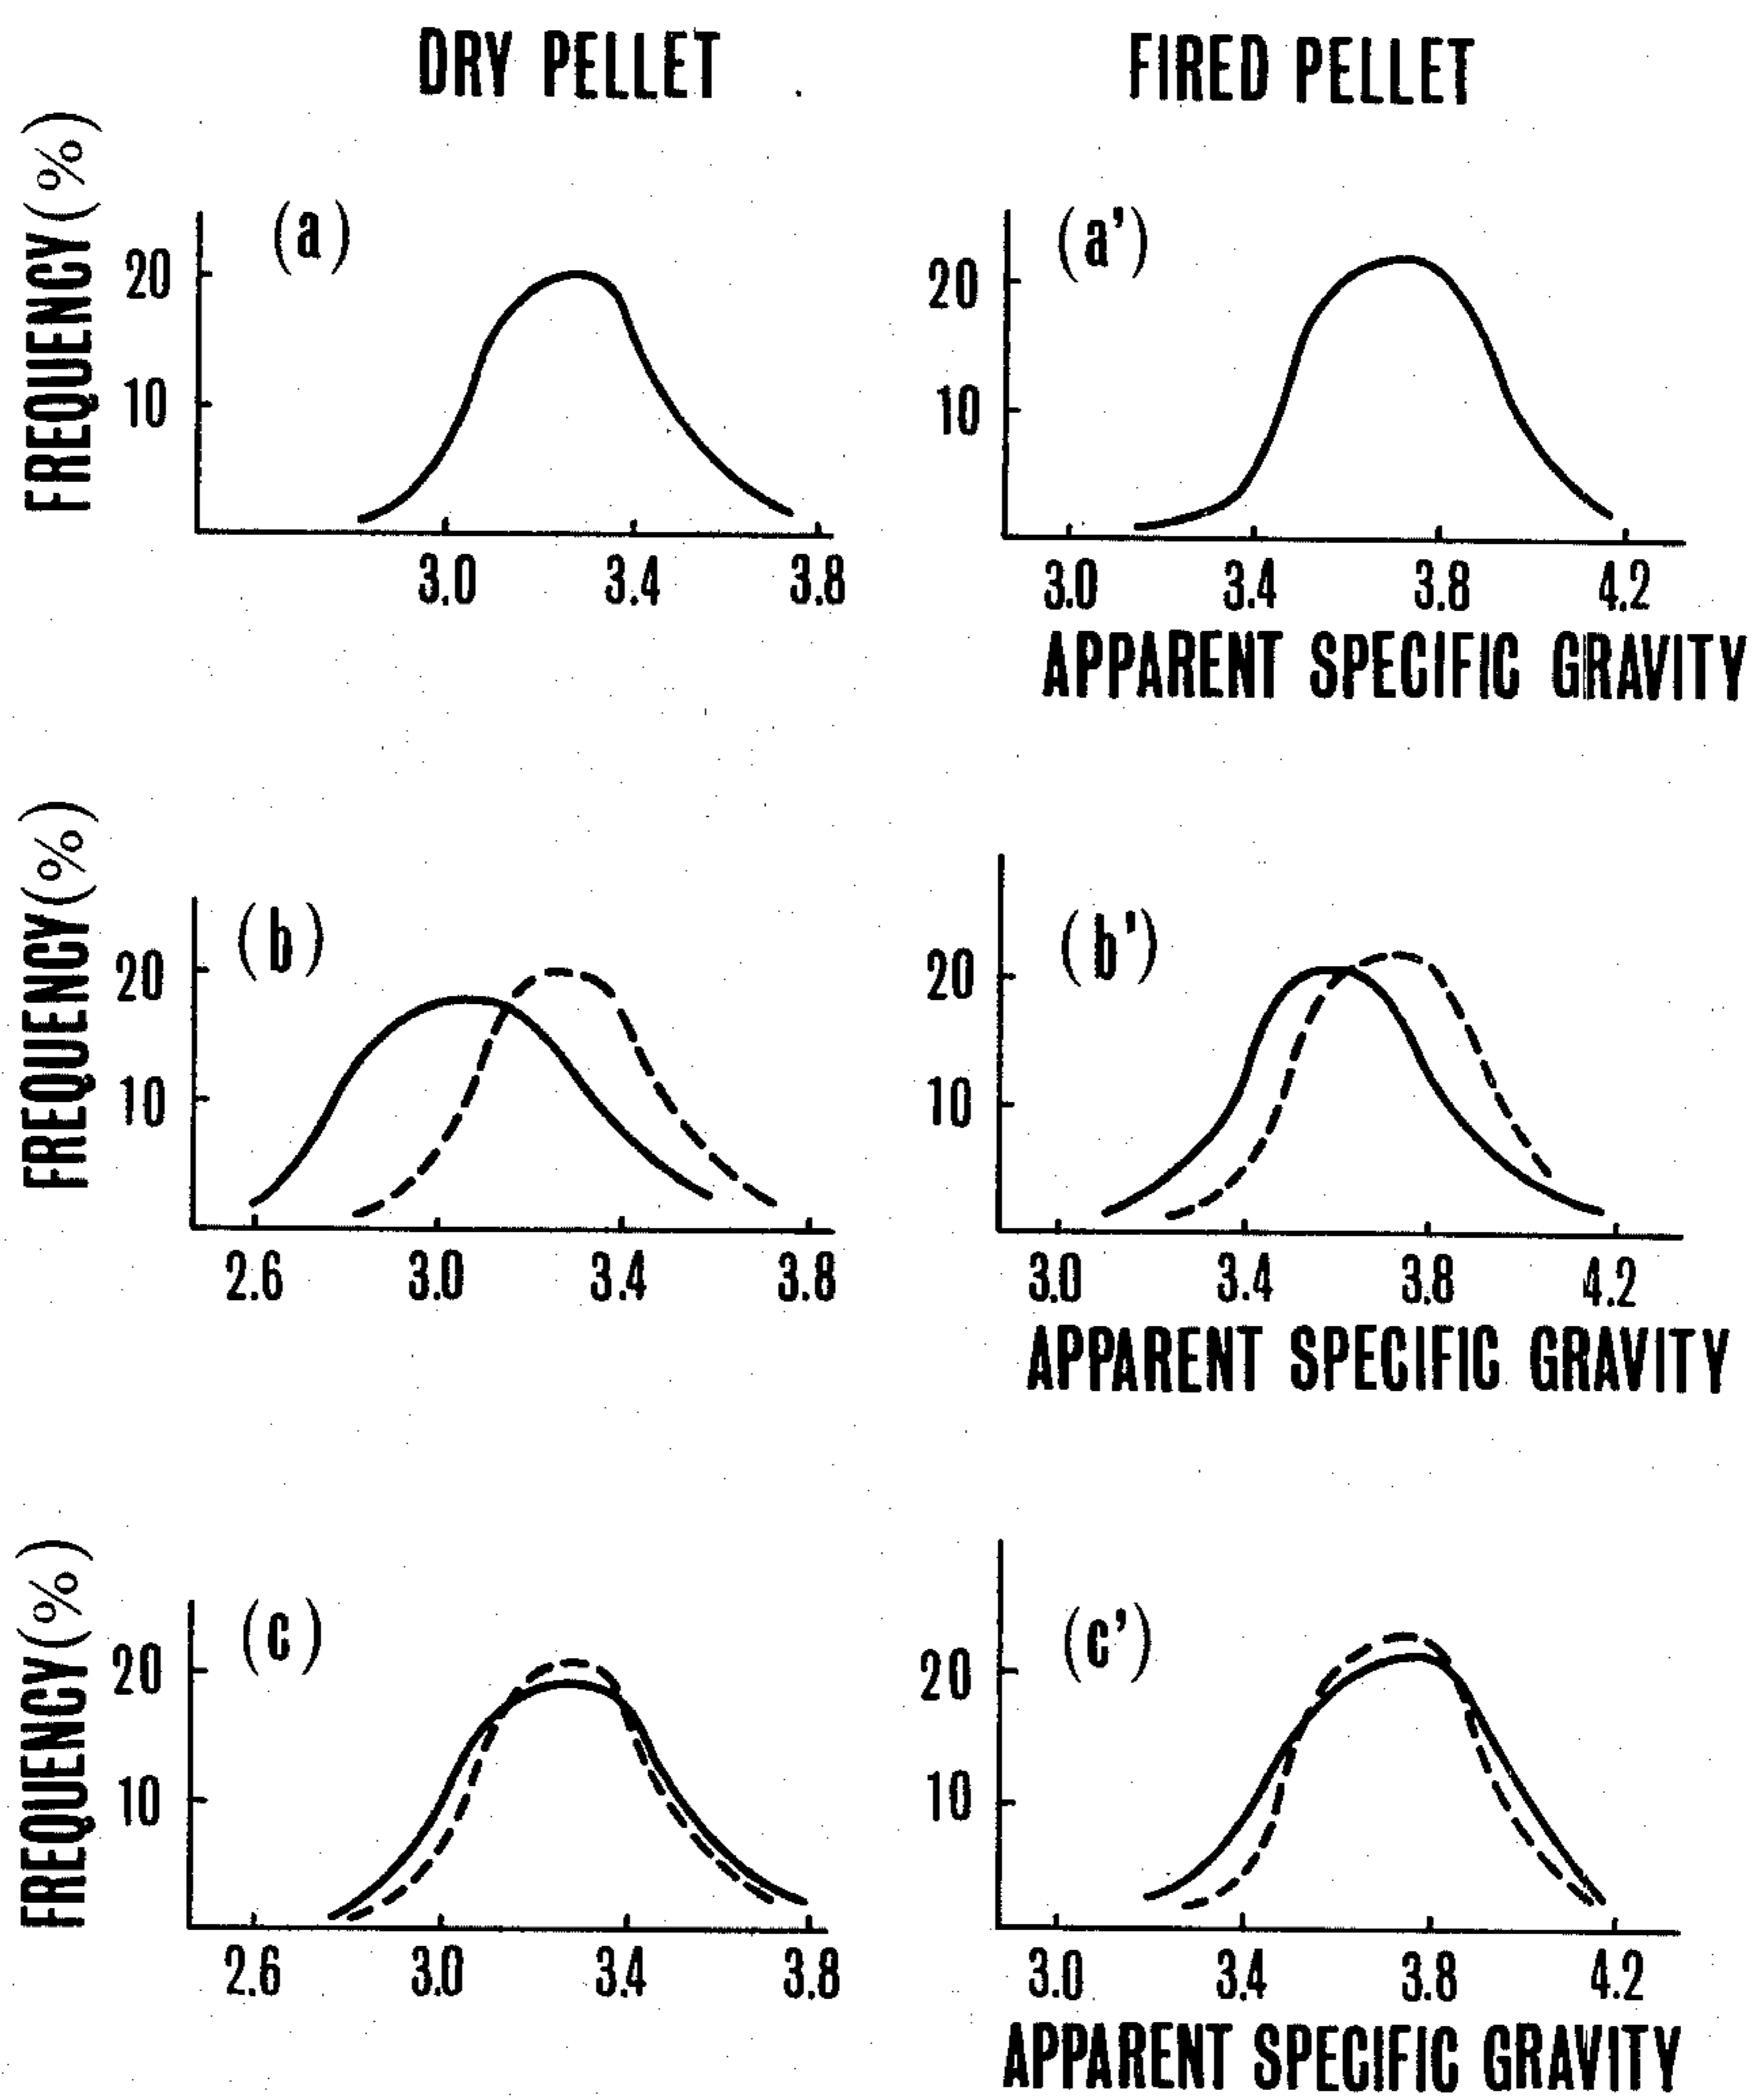 DRY PELLET
FIRED PELLET
FREQUENCY(%)
(a)
20
10
3.0 3.4 3.8
(a')
20
10
3.0 3.4 3.8 4.2
APPARENT SPECIFIC GRAVITY
FREQUENCY(%)
(b)
20
10
2.6 3.0 3.4 3.8
(b')
20
10
3.0 3.4 3.8 4.2
APPARENT SPECIFIC GRAVITY
FREQUENCY(%)
(c)
20
10
2.6 3.0 3.4 3.8
(c')
20
10
3.0 3.4 3.8 4.2
APPARENT SPECIFIC GRAVITY